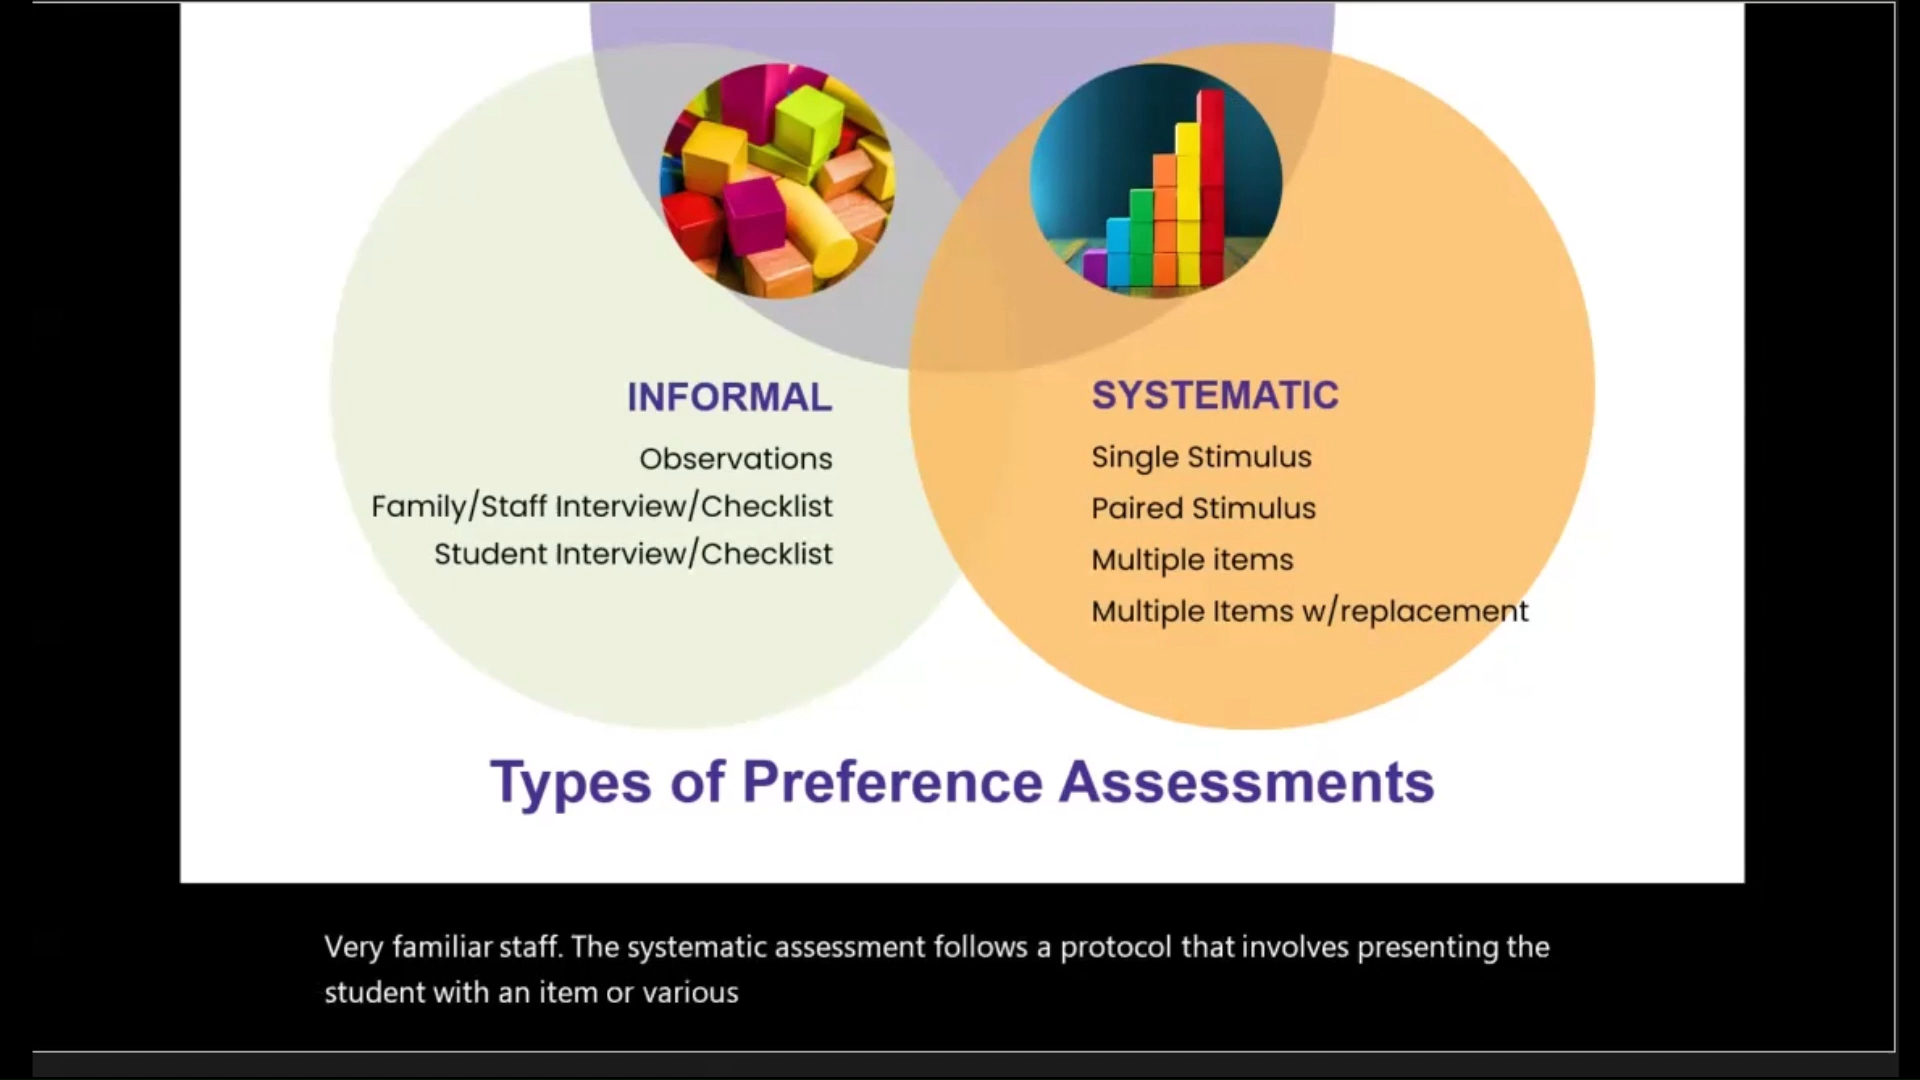 INFORMAL
Observations
Family/Staff Interview/Checklist
Student Interview/Checklist
SYSTEMATIC
Single Stimulus
Paired Stimulus
Multiple items
Multiple Items w/replacement
Types of Preference Assessments
Very familiar staff. The systematic assessment follows a protocol that involves presenting the
student with an item or various